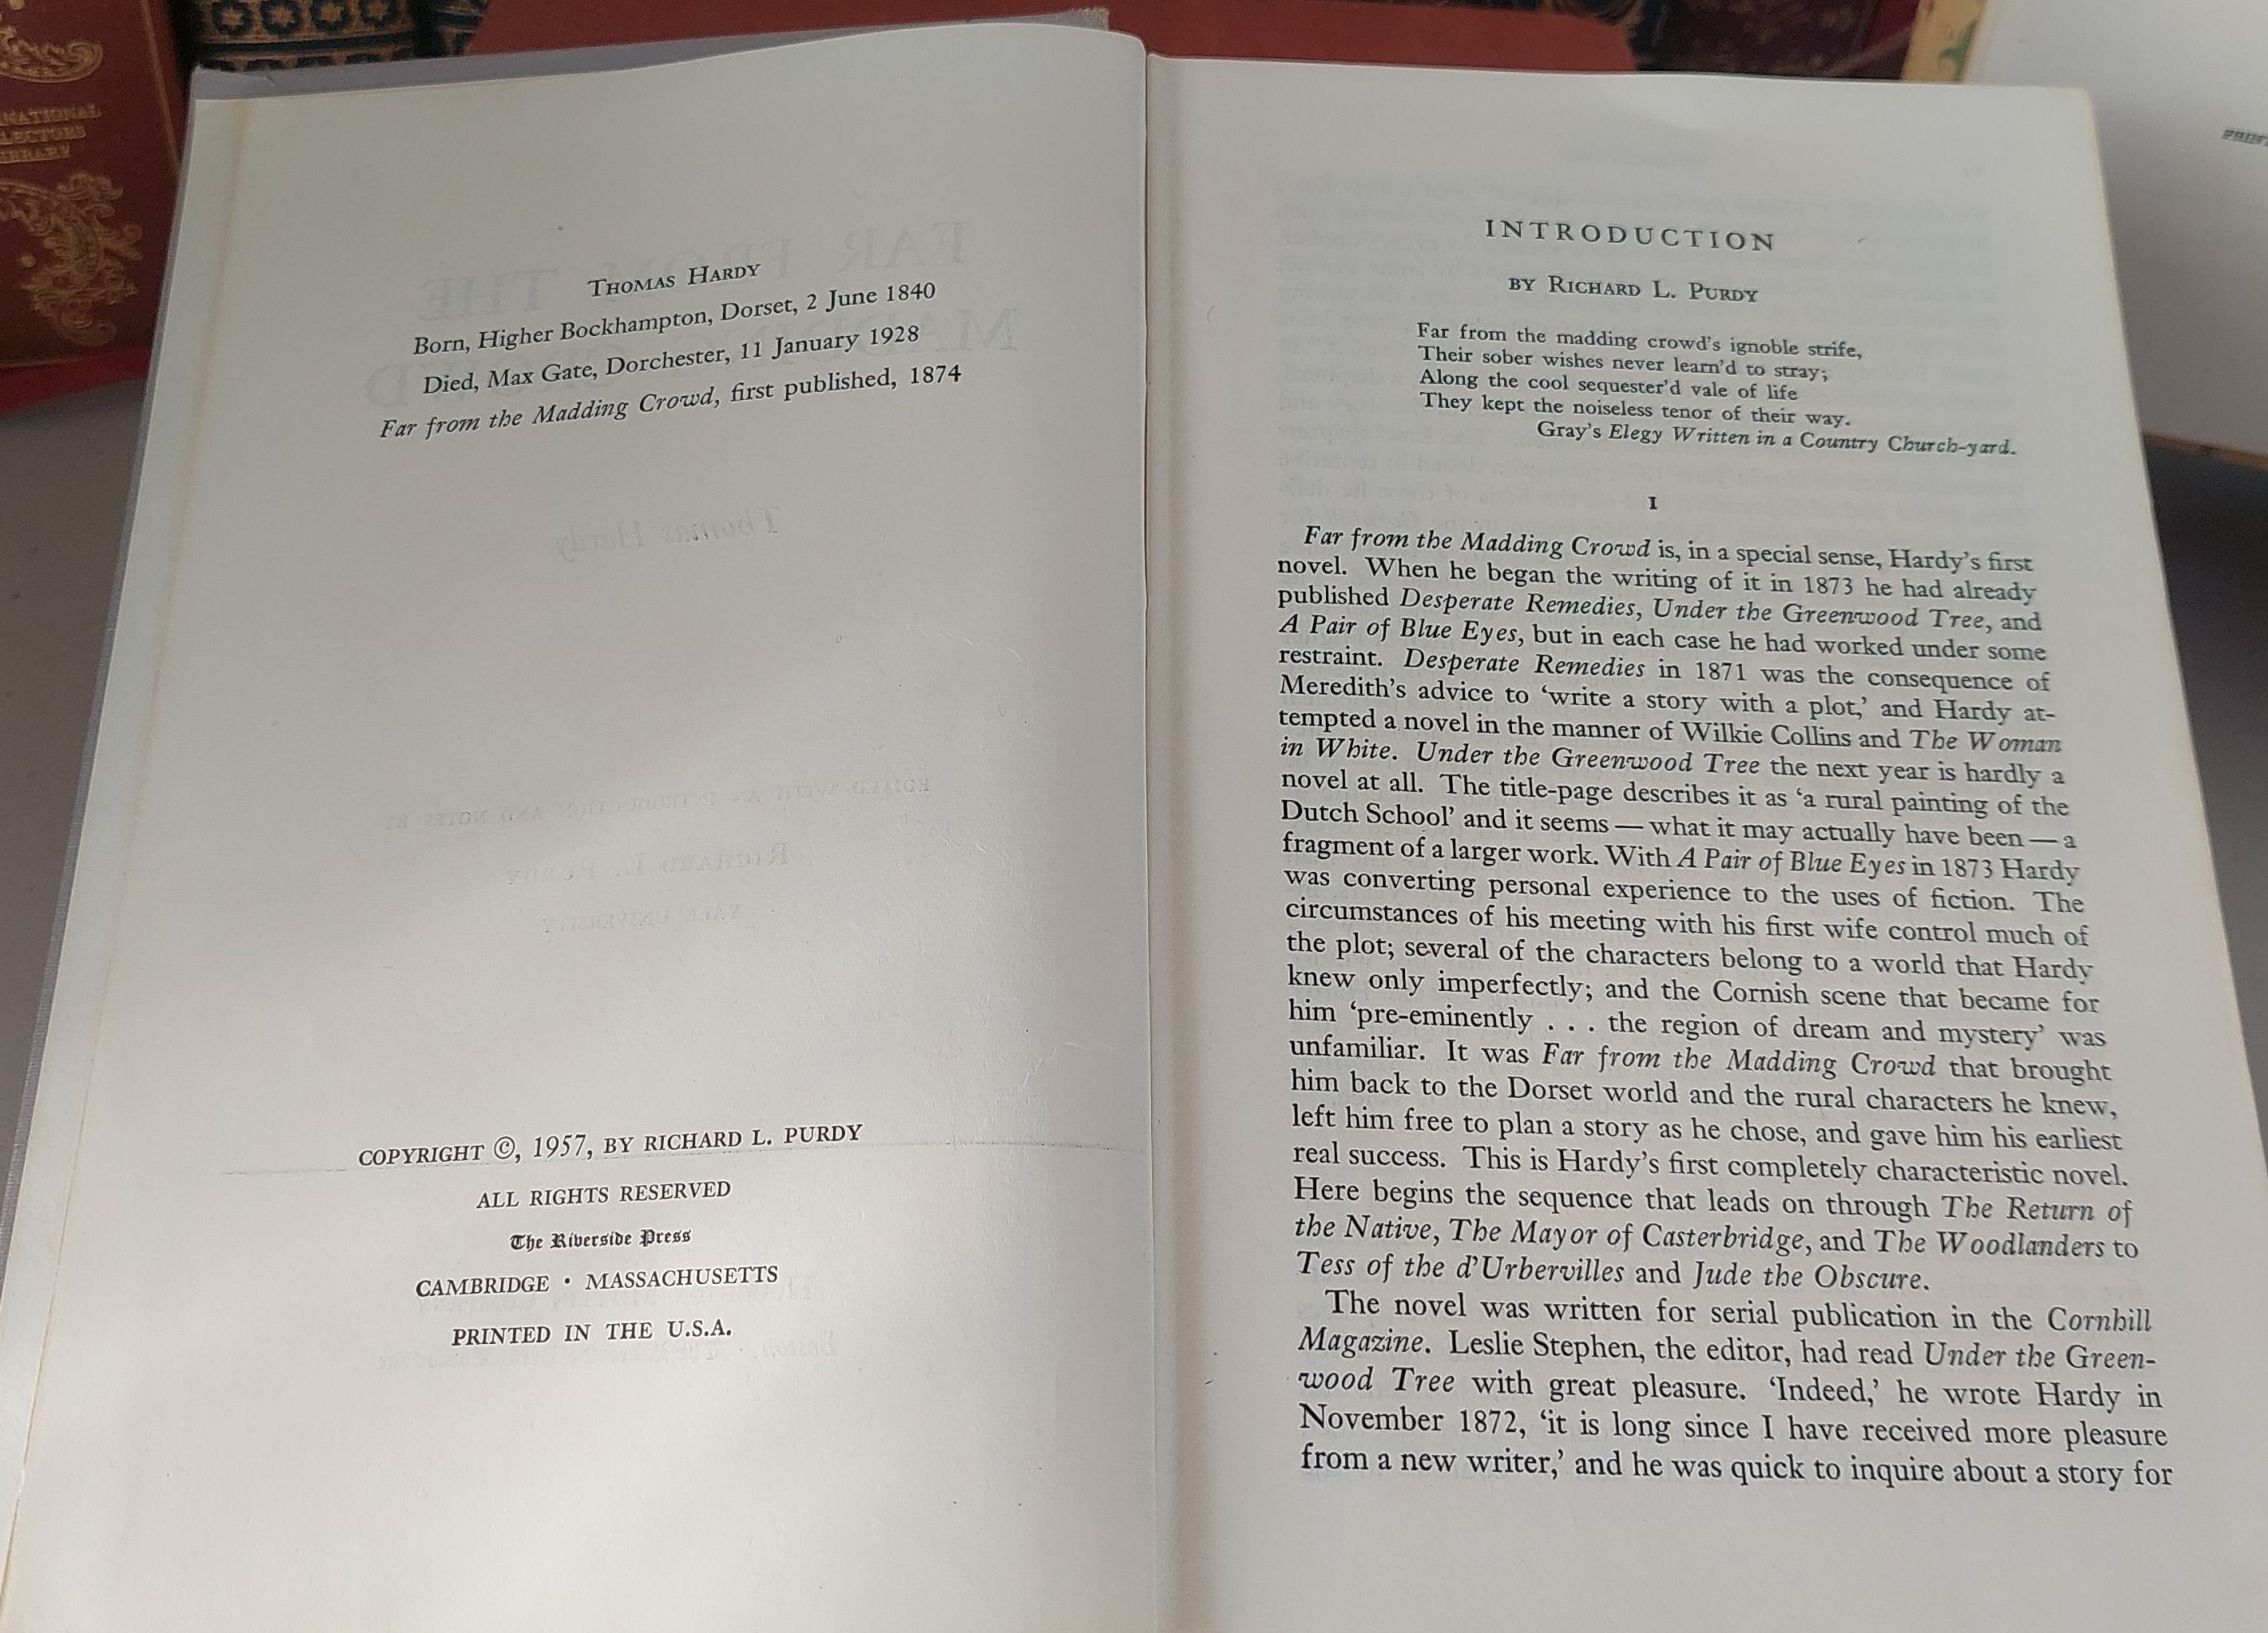 THOMAS HARDY
Born, Higher Bockhampton, Dorset, 2 June 1840
Died, Max Gate, Dorchester, 11 January 1928
Far from the Madding Crowd, first published, 1874
COPYRIGHT ©, 1957, BY RICHARD L. PURDY
ALL RIGHTS RESERVED
The Riverside Press
CAMBRIDGE • MASSACHUSETTS
PRINTED IN THE U.S.A.
INTRODUCTION
BY RICHARD L. PURDY
Far from the madding crowd's ignoble strife,
Their sober wishes never learn'd to stray;
Along the cool sequester'd vale of life
They kept the noiseless tenor of their way.
Gray's Elegy Written in a Country Church-yard.
I
Far from the Madding Crowd is, in a special sense, Hardy's first
novel. When he began the writing of it in 1873 he had already
published Desperate Remedies, Under the Greenwood Tree, and
A Pair of Blue Eyes, but in each case he had worked under some
restraint. Desperate Remedies in 1871 was the consequence of
Meredith's advice to ‘write a story with a plot,’ and Hardy at-
tempted a novel in the manner of Wilkie Collins and The Woman
in White. Under the Greenwood Tree the next year is hardly a
novel at all. The title-page describes it as ‘a rural painting of the
Dutch School’ and it seems — what it may actually have been — a
fragment of a larger work. With A Pair of Blue Eyes in 1873 Hardy
was converting personal experience to the uses of fiction. The
circumstances of his meeting with his first wife control much of
the plot; several of the characters belong to a world that Hardy
knew only imperfectly; and the Cornish scene that became for
him ‘pre-eminently . . . the region of dream and mystery’ was
unfamiliar. It was Far from the Madding Crowd that brought
him back to the Dorset world and the rural characters he knew,
left him free to plan a story as he chose, and gave him his earliest
real success. This is Hardy's first completely characteristic novel.
Here begins the sequence that leads on through The Return of
the Native, The Mayor of Casterbridge, and The Woodlanders to
Tess of the d'Urbervilles and Jude the Obscure.
The novel was written for serial publication in the Cornhill
Magazine. Leslie Stephen, the editor, had read Under the Green-
wood Tree with great pleasure. ‘Indeed,’ he wrote Hardy in
November 1872, ‘it is long since I have received more pleasure
from a new writer,’ and he was quick to inquire about a story for